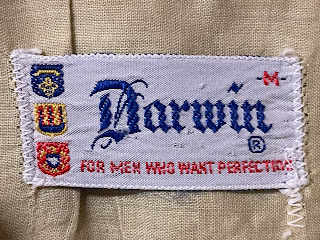 -M-
Darwin
®
FOR MEN WHO WANT PERFECTION